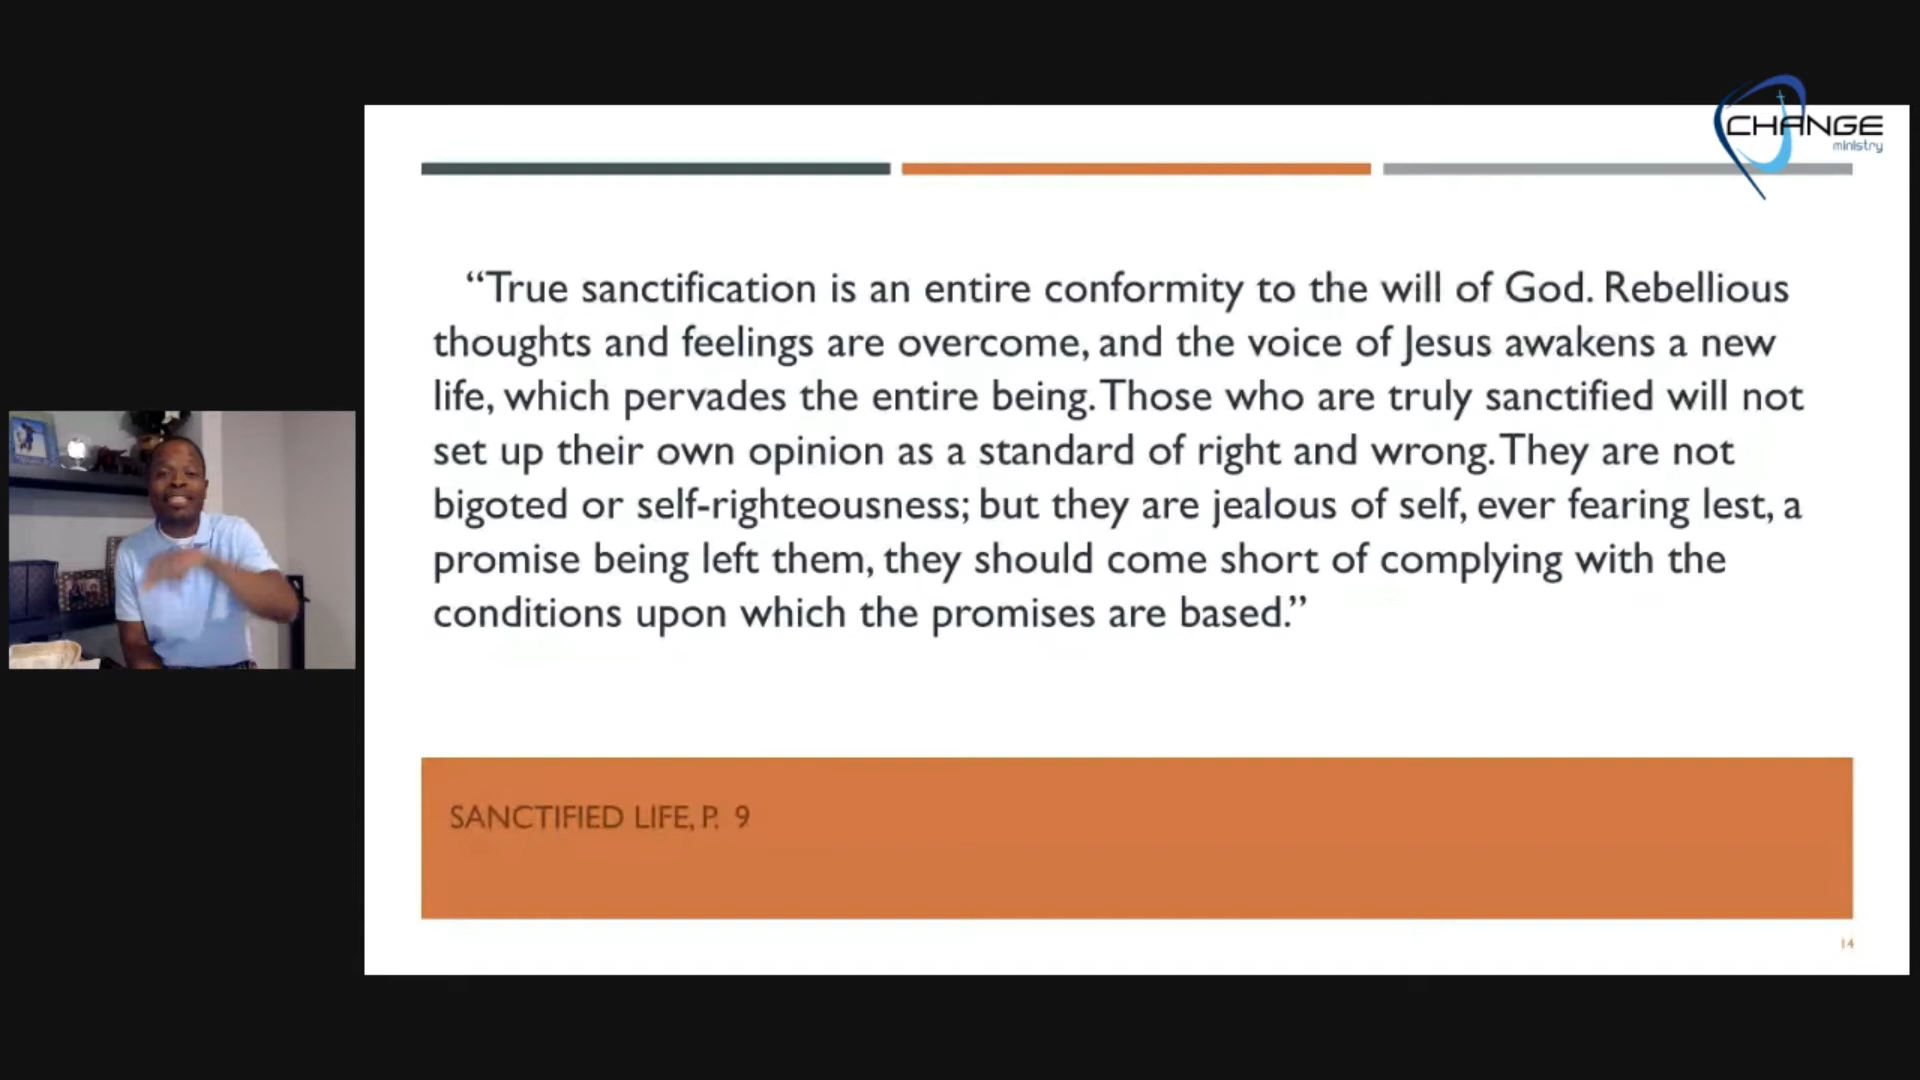 CHANGE
ministry
“True sanctification is an entire conformity to the will of God. Rebellious
thoughts and feelings are overcome, and the voice of Jesus awakens a new
life, which pervades the entire being. Those who are truly sanctified will not
set up their own opinion as a standard of right and wrong. They are not
bigoted or self-righteousness; but they are jealous of self, ever fearing lest, a
promise being left them, they should come short of complying with the
conditions upon which the promises are based.”
SANCTIFIED LIFE, P. 9
14